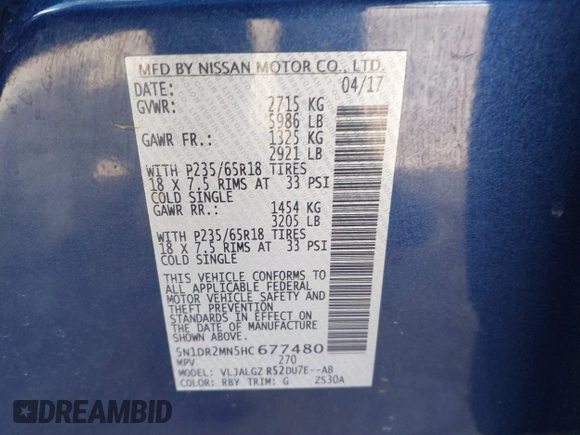 MFD BY NISSAN MOTOR CO., LTD.
DATE: 04/17
GVWR: 2715 KG
5986 LB
GAWR FR.: 1325 KG
2921 LB
WITH P235/65R18 TIRES
18 X 7.5 RIMS AT 33 PSI
COLD SINGLE
GAWR RR.: 1454 KG
3205 LB
WITH P235/65R18 TIRES
18 X 7.5 RIMS AT 33 PSI
COLD SINGLE
THIS VEHICLE CONFORMS TO
ALL APPLICABLE FEDERAL
MOTOR VEHICLE SAFETY AND
THEFT PREVENTION
STANDARDS IN EFFECT ON
THE DATE OF MANUFACTURE
SHOWN ABOVE.
5N1DR2MN5HC677480
MPV 270
MODEL: VLJALGZ R52DU7E--AB
COLOR: RBY TRIM: G ZS30A
DREAMBID